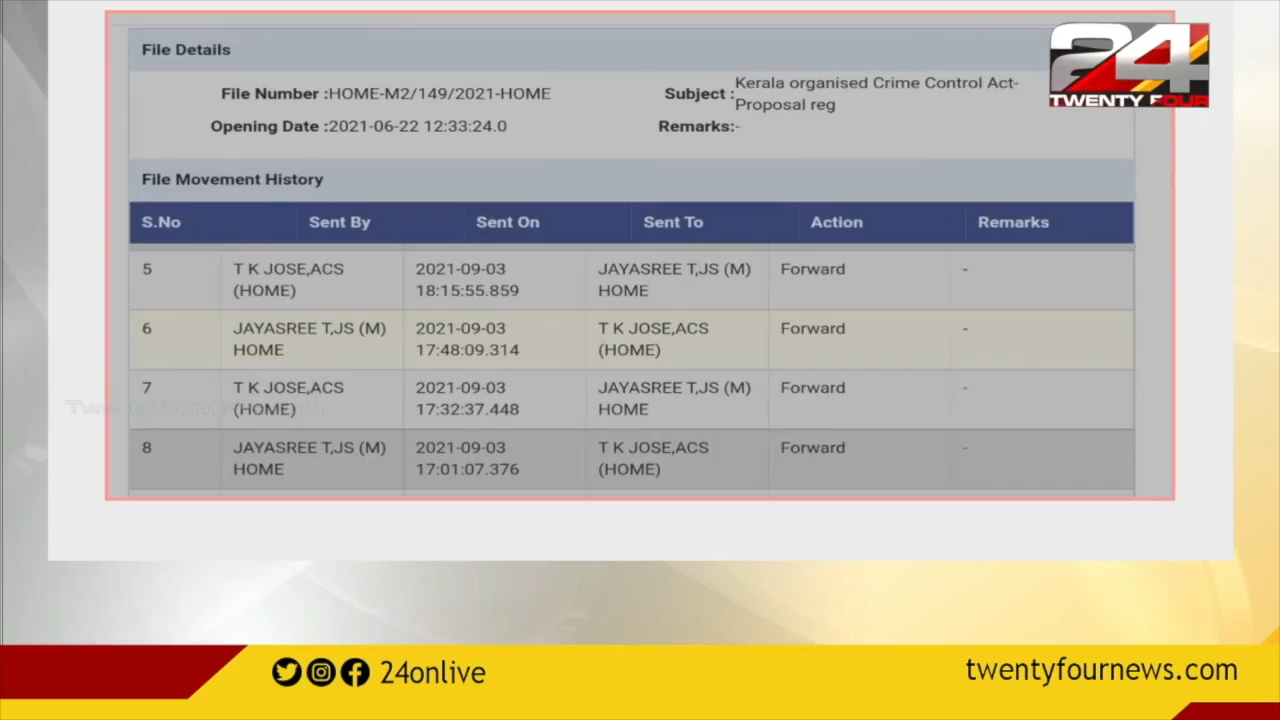 File Details
File Number :HOME-M2/149/2021-HOME
Subject : Kerala organised Crime Control Act-
Proposal reg
Opening Date :2021-06-22 12:33:24.0
Remarks:-
24
TWENTY FOUR
File Movement History
S.No Sent By Sent On Sent To Action Remarks
5 T K JOSE,ACS 2021-09-03 JAYASREE T,JS (M) Forward -
(HOME) 18:15:55.859 HOME
6 JAYASREE T,JS (M) 2021-09-03 T K JOSE,ACS Forward -
HOME 17:48:09.314 (HOME)
7 T K JOSE,ACS 2021-09-03 JAYASREE T,JS (M) Forward -
(HOME) 17:32:37.448 HOME
8 JAYASREE T,JS (M) 2021-09-03 T K JOSE,ACS Forward -
HOME 17:01:07.376 (HOME)
Twentyfournews.com
24onlive
twentyfournews.com